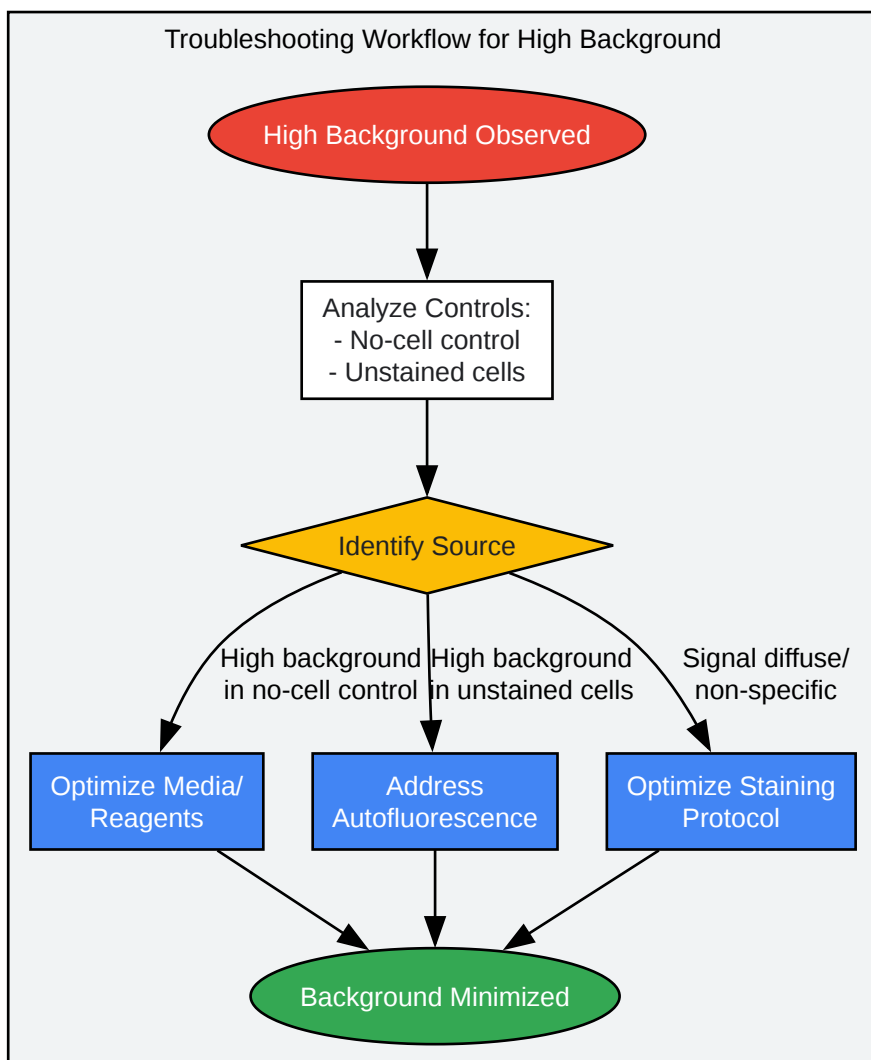 Troubleshooting Workflow for High Background
High Background Observed
Analyze Controls:
- No-cell control
- Unstained cells
Identify Source
High background
in no-cell control
High background
in unstained cells
Signal diffuse/
non-specific
Optimize Media/
Reagents
Address
Autofluorescence
Optimize Staining
Protocol
Background Minimized